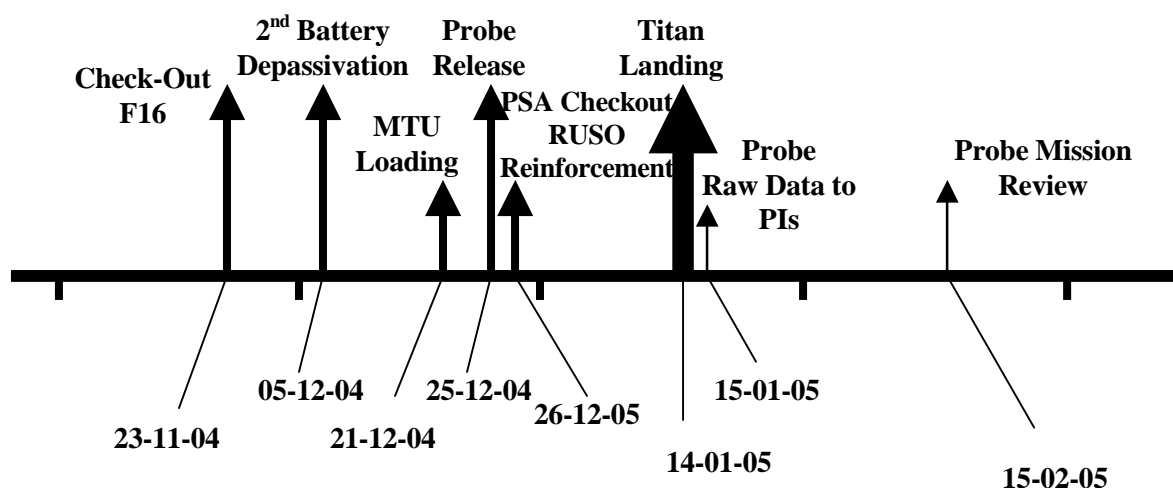 Check-Out
F16
2nd Battery
Depassivation
MTU
Loading
Probe
Release
PSA Checkout
RUSO
Reinforcement
Titan
Landing
Probe
Raw Data to
PIs
Probe Mission
Review
23-11-04
05-12-04
21-12-04
25-12-04
26-12-05
14-01-05
15-01-05
15-02-05